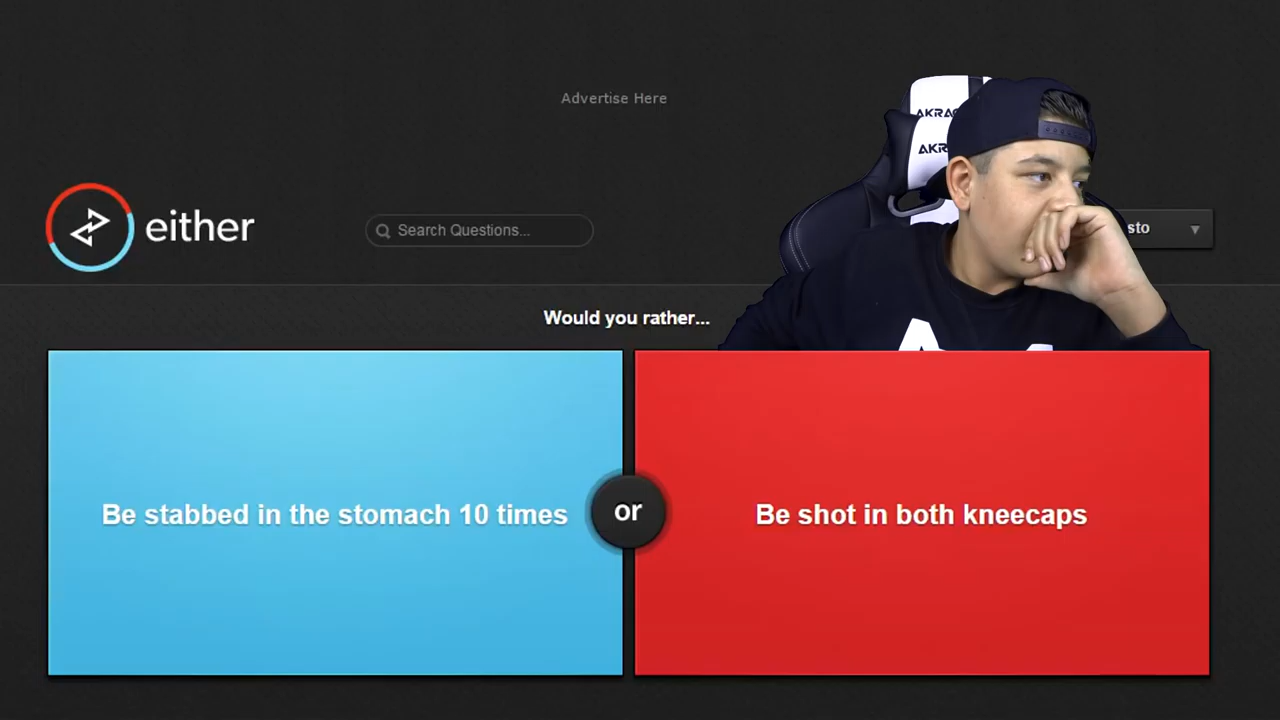 Advertise Here
either
Search Questions...
sto
Would you rather...
Be stabbed in the stomach 10 times
or
Be shot in both kneecaps